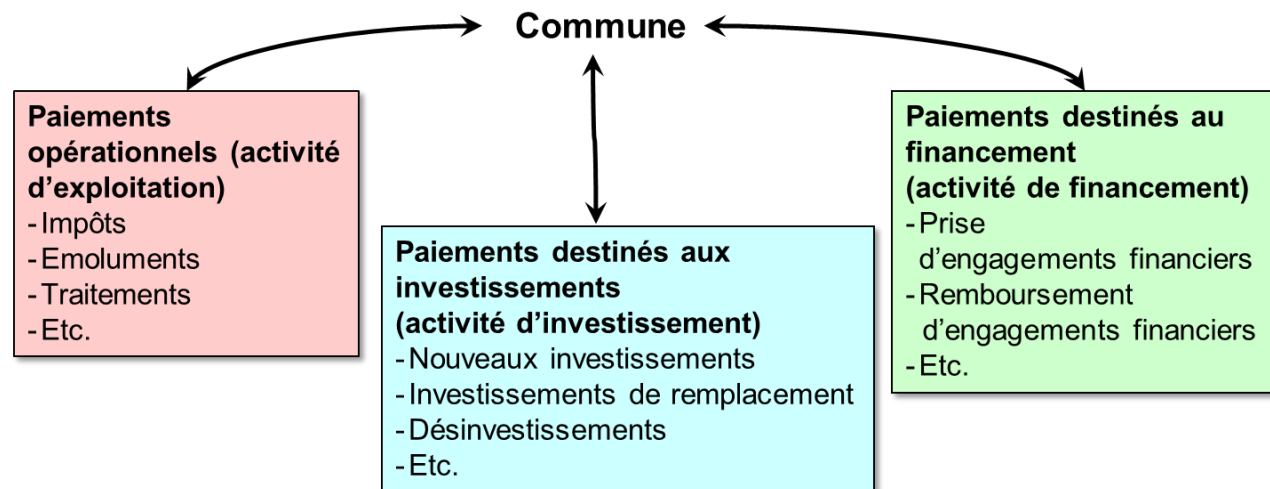 Commune
Paiements
opérationnels (activité
d’exploitation)
-Impôts
-Emoluments
-Traitements
-Etc.
Paiements destinés aux
investissements
(activité d’investissement)
-Nouveaux investissements
-Investissements de remplacement
-Désinvestissements
-Etc.
Paiements destinés au
financement
(activité de financement)
-Prise
d’engagements financiers
-Remboursement
d’engagements financiers
-Etc.